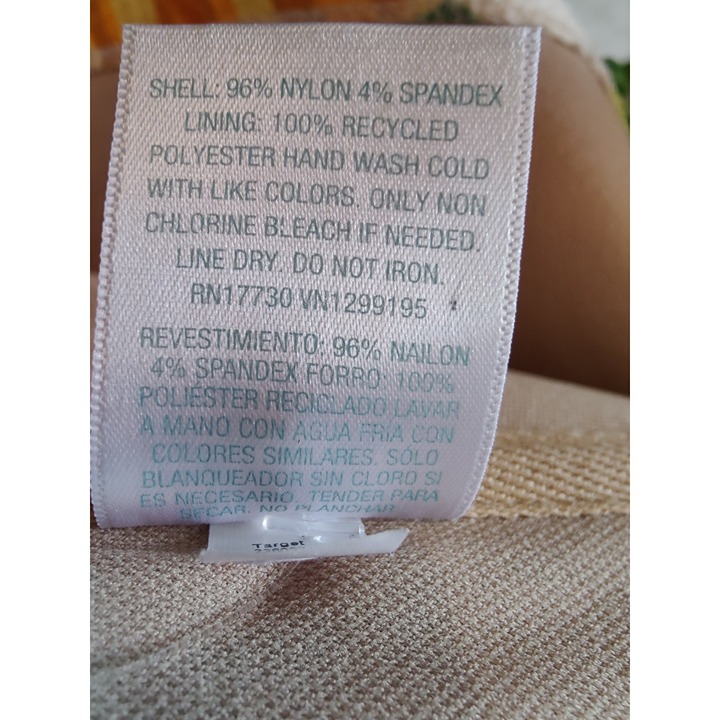 SHELL: 96% NYLON 4% SPANDEX
LINING: 100% RECYCLED
POLYESTER HAND WASH COLD
WITH LIKE COLORS. ONLY NON
CHLORINE BLEACH IF NEEDED.
LINE DRY. DO NOT IRON.
RN17730 VN1299195
REVESTIMIENTO: 96% NAILON
4% SPANDEX FORRO: 100%
POLIÉSTER RECICLADO LAVAR
A MANO CON AGUA FRÍA CON
COLORES SIMILARES. SÓLO
BLANQUEADOR SIN CLORO SI
ES NECESARIO. TENDER PARA
SECAR. NO PLANCHAR
Target